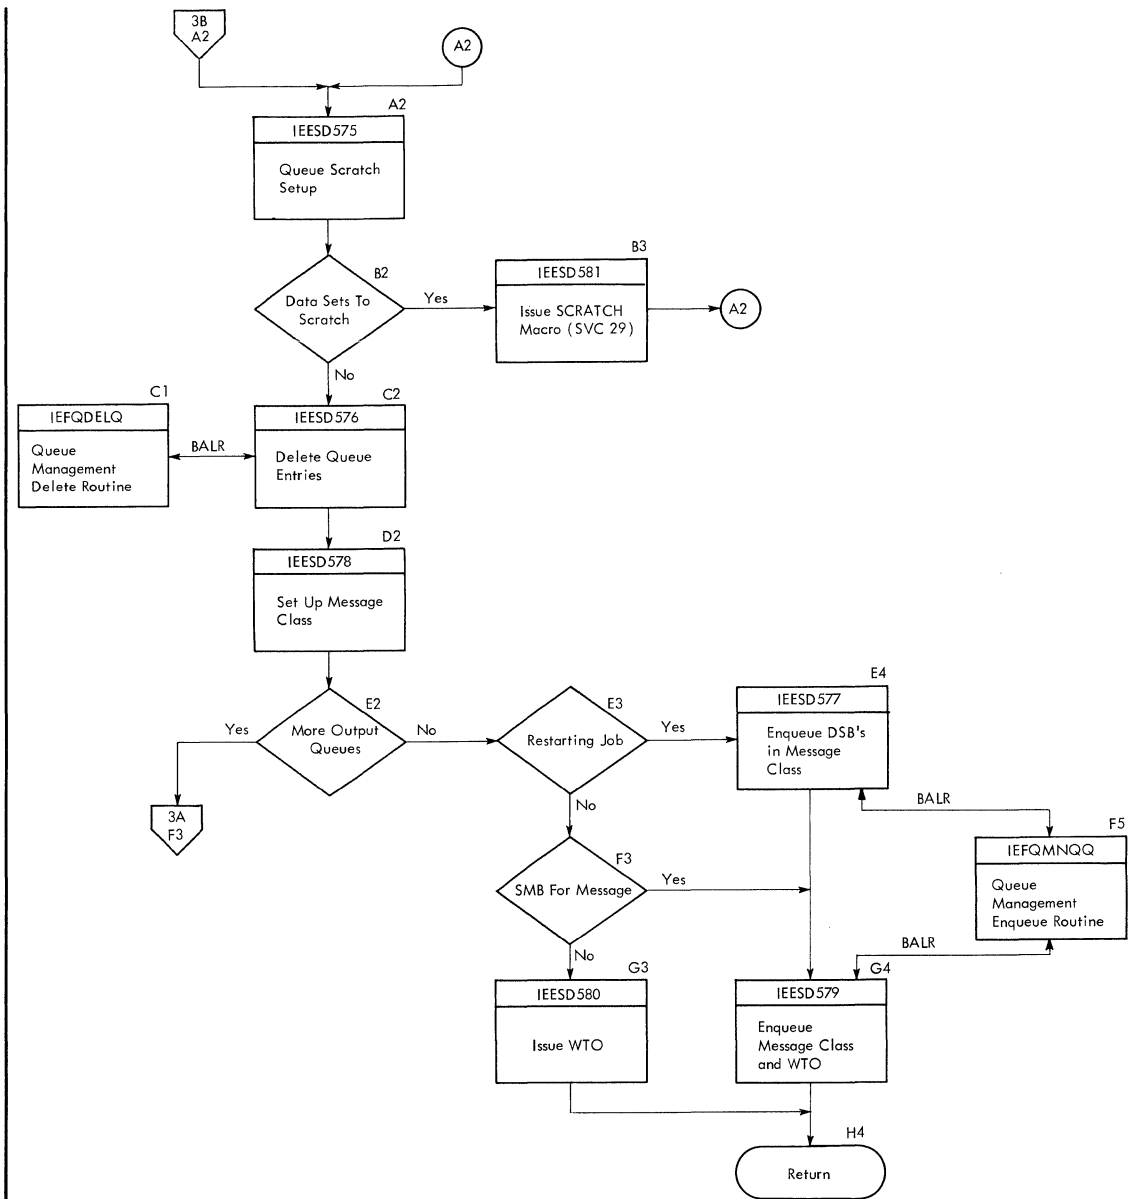 3B
A2
A2
A2
IEESD575
Queue Scratch
Setup
B2
Data Sets To
Scratch
Yes
No
B3
IEESD581
Issue SCRATCH
Macro (SVC 29)
A2
C1
IEFQDELQ
Queue
Management
Delete Routine
BALR
C2
IEESD576
Delete Queue
Entries
D2
IEESD578
Set Up Message
Class
E2
More Output
Queues
Yes
No
3A
F3
E3
Restarting Job
Yes
No
E4
IEESD577
Enqueue DSB's
in Message
Class
BALR
F5
IEFQMNQQ
Queue
Management
Enqueue Routine
F3
SMB For Message
Yes
No
BALR
G3
IEESD580
Issue WTO
G4
IEESD579
Enqueue
Message Class
and WTO
H4
Return